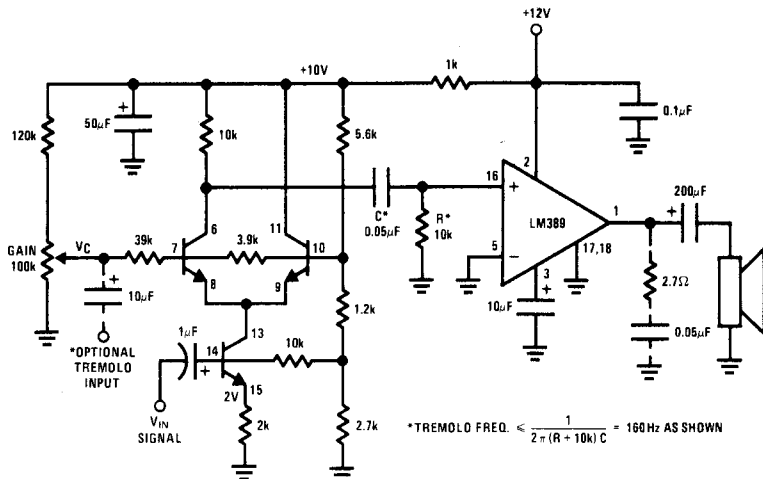 +12V
+10V
1k
50µF
+
120k
10k
5.6k
0.1µF
2
16
+
LM389
1
200µF
+
C*
0.05µF
R*
10k
5
−
17,18
3
+
10µF
2.7Ω
0.05µF
6
11
GAIN
100k
V_C
39k
7
3.9k
10
8
9
+
10µF
1.2k
*OPTIONAL
TREMOLO
INPUT
1µF
+
13
14
10k
15
2V
V_IN
SIGNAL
2k
2.7k
*TREMOLO FREQ. ⩽ 1 / 2π(R + 10k) C = 160 Hz AS SHOWN